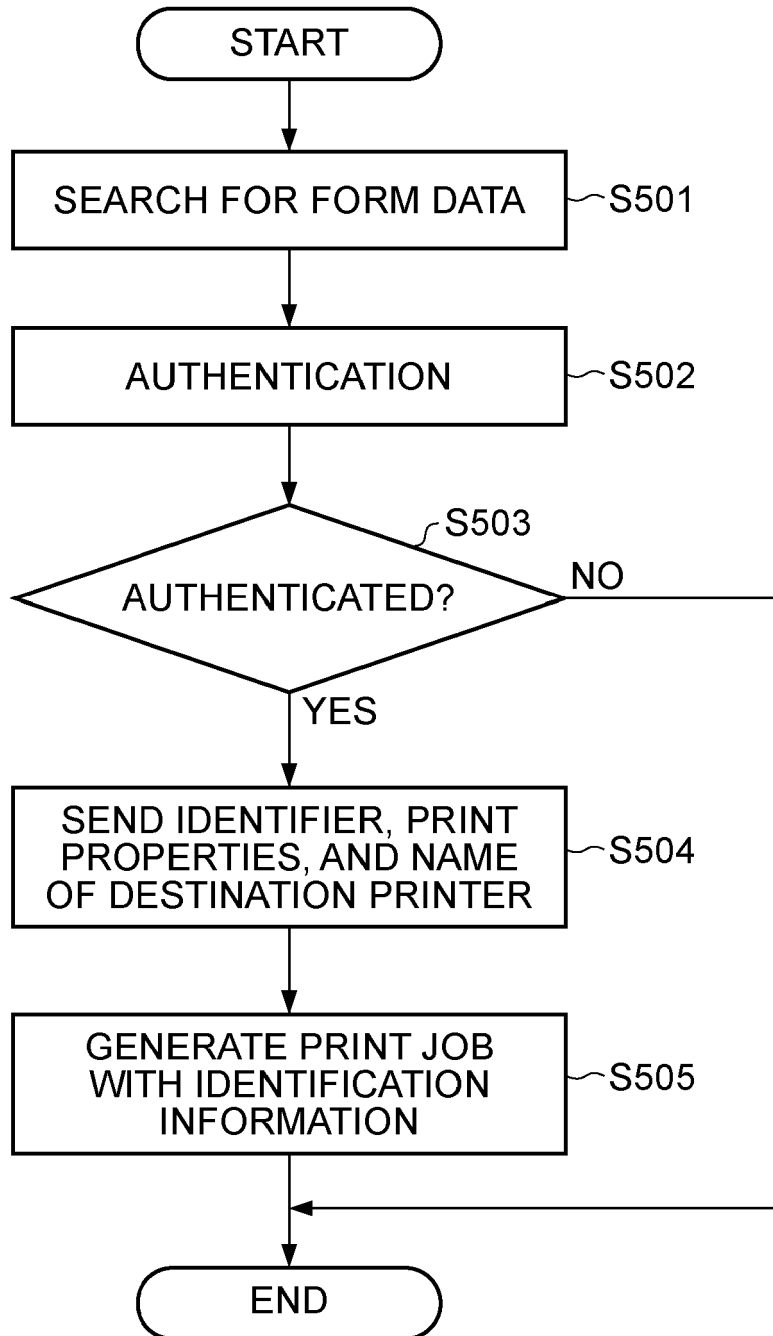 START
SEARCH FOR FORM DATA
S501
AUTHENTICATION
S502
S503
AUTHENTICATED?
NO
YES
SEND IDENTIFIER, PRINT
PROPERTIES, AND NAME
OF DESTINATION PRINTER
S504
GENERATE PRINT JOB
WITH IDENTIFICATION
INFORMATION
S505
END